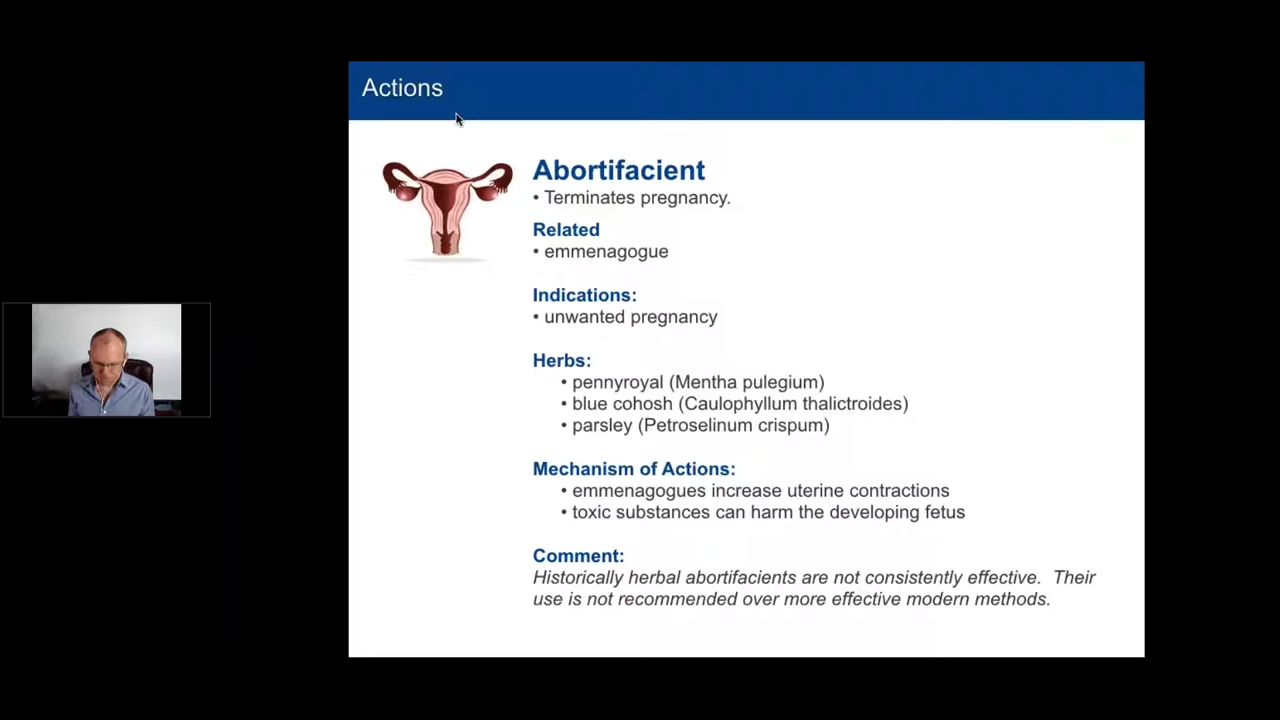 Actions
Abortifacient
• Terminates pregnancy.
Related
• emmenagogue
Indications:
• unwanted pregnancy
Herbs:
• pennyroyal (Mentha pulegium)
• blue cohosh (Caulophyllum thalictroides)
• parsley (Petroselinum crispum)
Mechanism of Actions:
• emmenagogues increase uterine contractions
• toxic substances can harm the developing fetus
Comment:
Historically herbal abortifacients are not consistently effective.  Their
use is not recommended over more effective modern methods.